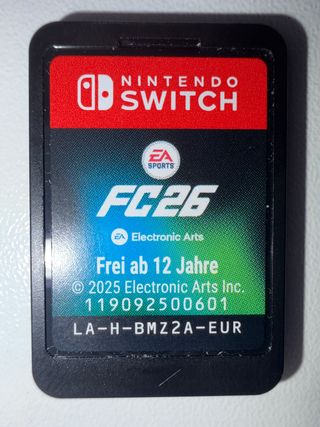 NINTENDO
SWITCH
EA
SPORTS
FC26
EA Electronic Arts
Frei ab 12 Jahre
© 2025 Electronic Arts Inc.
119092500601
LA-H-BMZ2A-EUR